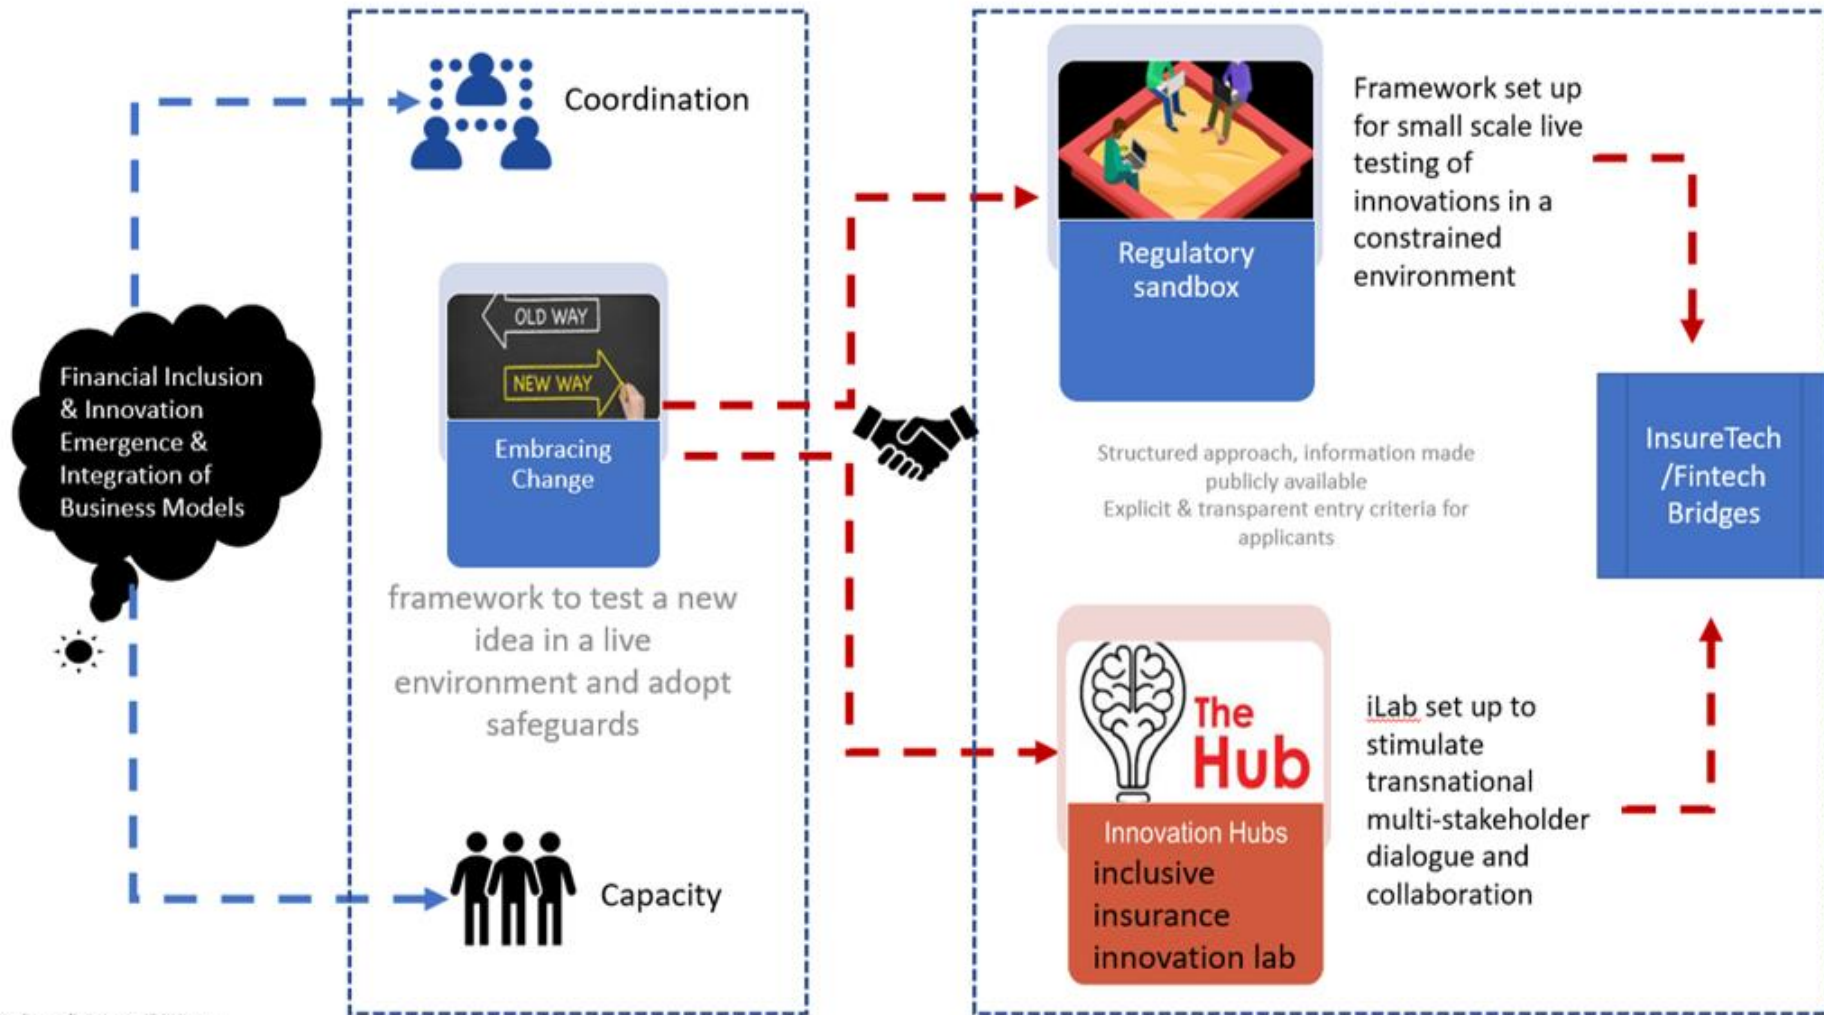 Coordination
Financial Inclusion
& Innovation
Emergence &
Integration of
Business Models
OLD WAY
NEW WAY
Embracing
Change
framework to test a new
idea in a live
environment and adopt
safeguards
Capacity
Regulatory
sandbox
Framework set up
for small scale live
testing of
innovations in a
constrained
environment
Structured approach, information made
publicly available
Explicit & transparent entry criteria for
applicants
The
Hub
Innovation Hubs
inclusive
insurance
innovation lab
iLab set up to
stimulate
transnational
multi-stakeholder
dialogue and
collaboration
InsureTech
/Fintech
Bridges